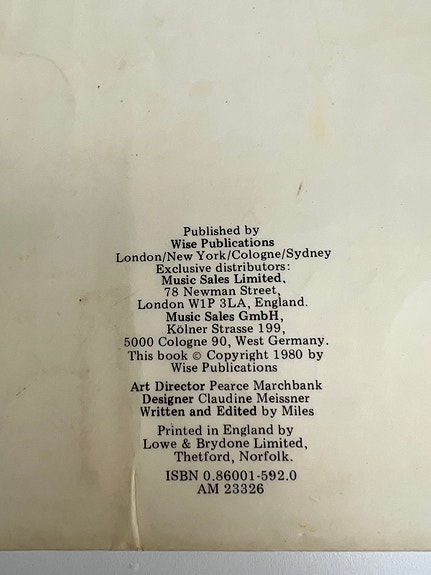 Published by
Wise Publications
London/New York/Cologne/Sydney
Exclusive distributors:
Music Sales Limited,
78 Newman Street,
London W1P 3LA, England.
Music Sales GmbH,
Kölner Strasse 199,
5000 Cologne 90, West Germany.
This book © Copyright 1980 by
Wise Publications
Art Director Pearce Marchbank
Designer Claudine Meissner
Written and Edited by Miles
Printed in England by
Lowe & Brydone Limited,
Thetford, Norfolk.
ISBN 0.86001-592.0
AM 23326